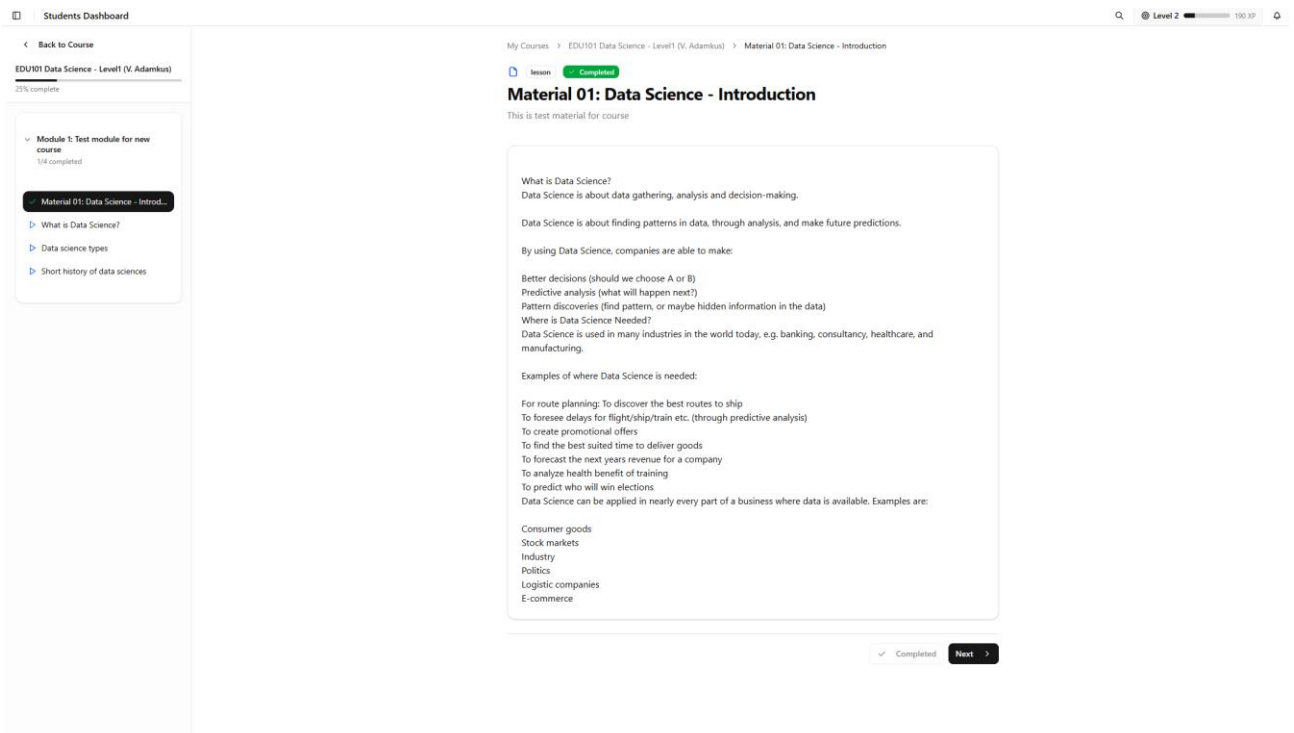 Students Dashboard
Level 2
190 XP
Back to Course
EDU101 Data Science - Level1 (V. Adamkus)
25% complete
Module 1: Test module for new
course
1/4 completed
Material 01: Data Science - Introd...
What is Data Science?
Data science types
Short history of data sciences
My Courses > EDU101 Data Science - Level1 (V. Adamkus) > Material 01: Data Science - Introduction
lesson
Completed
Material 01: Data Science - Introduction
This is test material for course
What is Data Science?
Data Science is about data gathering, analysis and decision-making.
Data Science is about finding patterns in data, through analysis, and make future predictions.
By using Data Science, companies are able to make:
Better decisions (should we choose A or B)
Predictive analysis (what will happen next?)
Pattern discoveries (find pattern, or maybe hidden information in the data)
Where is Data Science Needed?
Data Science is used in many industries in the world today, e.g. banking, consultancy, healthcare, and
manufacturing.
Examples of where Data Science is needed:
For route planning: To discover the best routes to ship
To foresee delays for flight/ship/train etc. (through predictive analysis)
To create promotional offers
To find the best suited time to deliver goods
To forecast the next years revenue for a company
To analyze health benefit of training
To predict who will win elections
Data Science can be applied in nearly every part of a business where data is available. Examples are:
Consumer goods
Stock markets
Industry
Politics
Logistic companies
E-commerce
Completed
Next